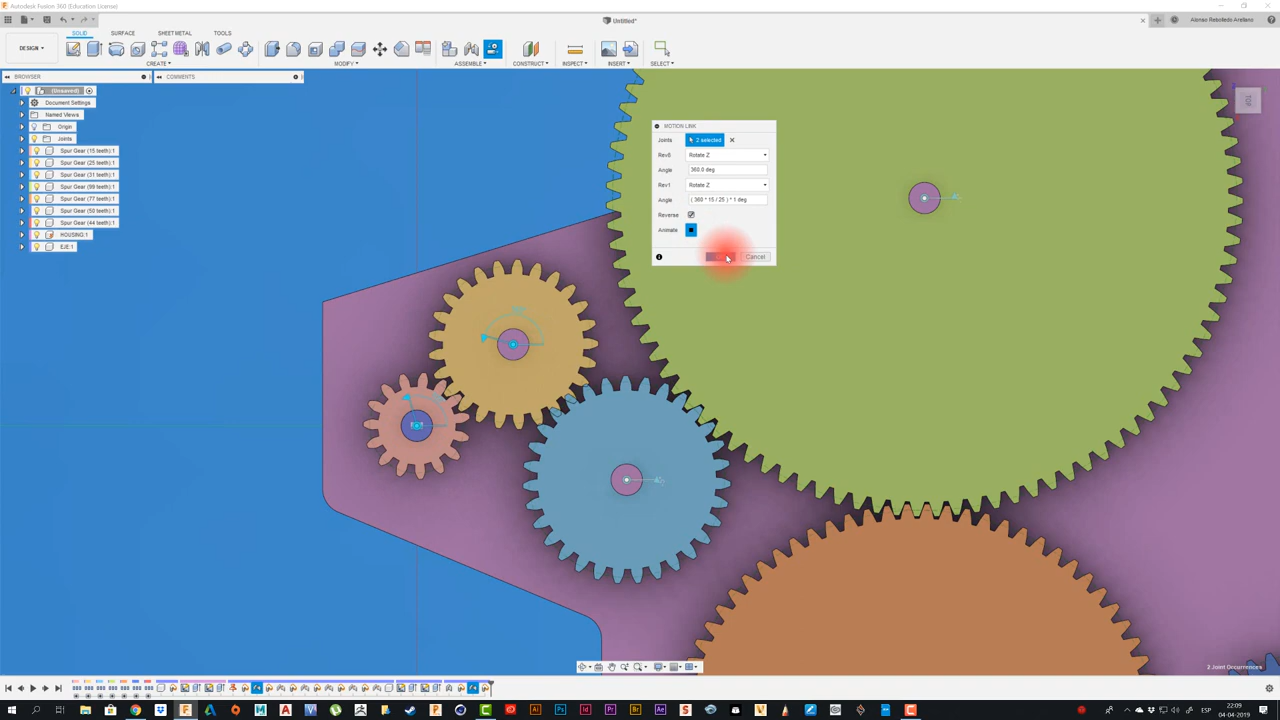 Autodesk Fusion 360 (Education License)
Untitled*
Alonso Rebolledo Arellano
SOLID SURFACE SHEET METAL TOOLS
DESIGN
CREATE MODIFY ASSEMBLE CONSTRUCT INSPECT INSERT SELECT
BROWSER
COMMENTS
(Unsaved)
Document Settings
Named Views
Origin
Joints
Spur Gear (15 teeth):1
Spur Gear (25 teeth):1
Spur Gear (31 teeth):1
Spur Gear (99 teeth):1
Spur Gear (77 teeth):1
Spur Gear (50 teeth):1
Spur Gear (44 teeth):1
HOUSING:1
EJE:1
TOP
MOTION LINK
Joints 2 selected
Rev8 Rotate Z
Angle 360.0 deg
Rev1 Rotate Z
Angle ( 360 * 15 / 25 ) * 1 deg
Reverse
Animate
Cancel
2 Joint Occurrences
ESP
22:09
04-04-2019